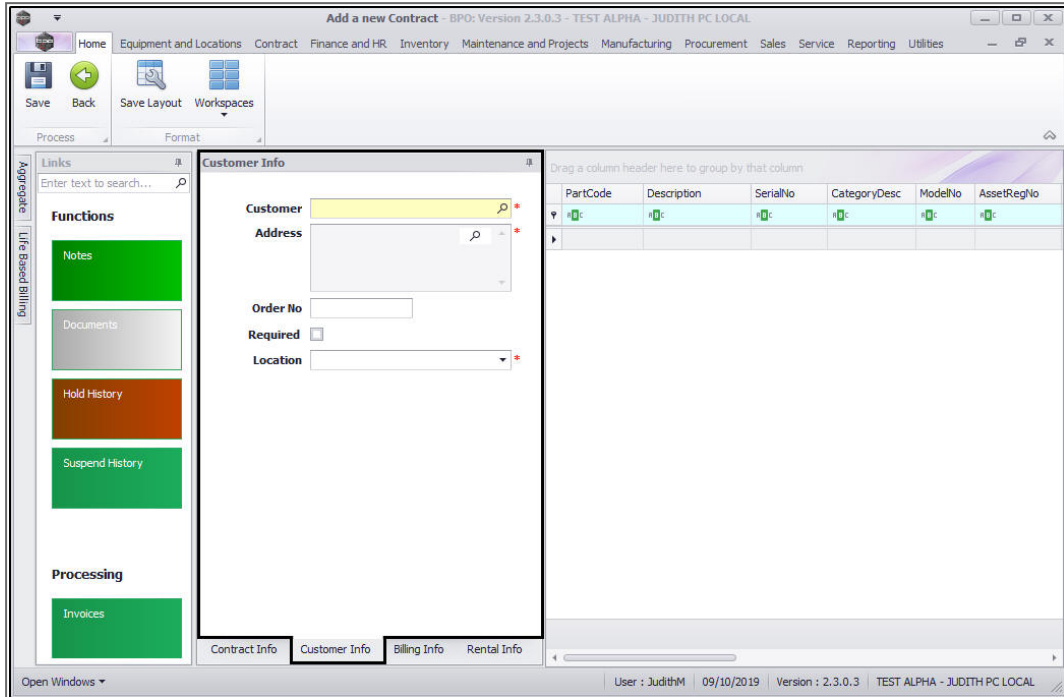 Add a new Contract - BPO: Version 2.3.0.3 - TEST ALPHA - JUDITH PC LOCAL
Home Equipment and Locations Contract Finance and HR Inventory Maintenance and Projects Manufacturing Procurement Sales Service Reporting Utilities
Save Back Save Layout Workspaces
Process Format
Aggregate
Life Based Billing
Links
Enter text to search...
Functions
Notes
Documents
Hold History
Suspend History
Processing
Invoices
Customer Info
Customer *
Address *
Order No
Required
Location *
Contract Info Customer Info Billing Info Rental Info
Drag a column header here to group by that column
PartCode Description SerialNo CategoryDesc ModelNo AssetRegNo
Open Windows User : JudithM 09/10/2019 Version : 2.3.0.3 TEST ALPHA - JUDITH PC LOCAL